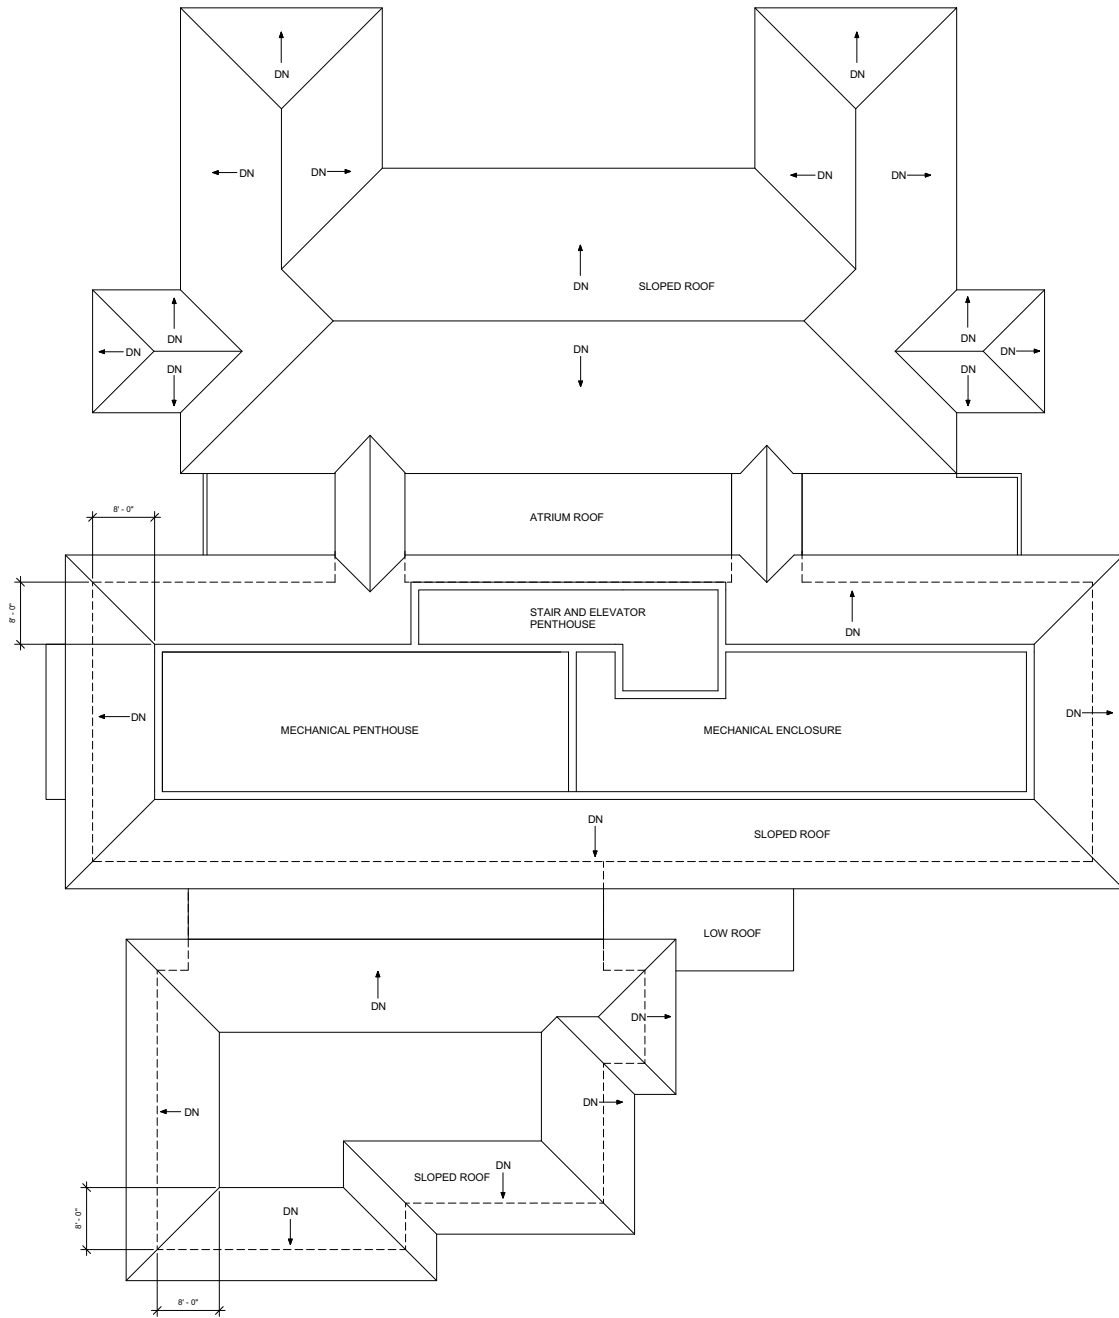 DN
DN
DN
DN
DN
DN
DN
SLOPED ROOF
DN
DN
DN
DN
DN
DN
DN
8' - 0"
ATRIUM ROOF
8' - 0"
STAIR AND ELEVATOR
PENTHOUSE
DN
DN
DN
MECHANICAL PENTHOUSE
MECHANICAL ENCLOSURE
DN
SLOPED ROOF
LOW ROOF
DN
DN
DN
DN
DN
SLOPED ROOF
DN
8' - 0"
8' - 0"